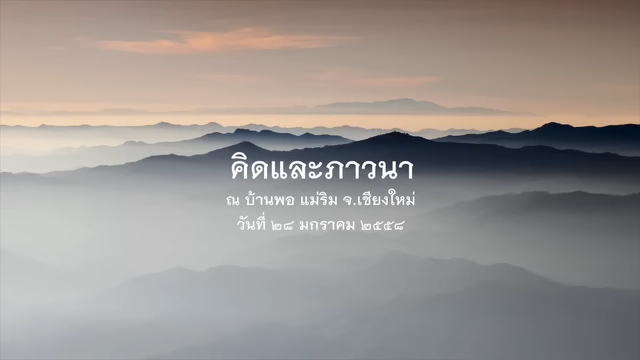 คิดและภาวนา
ณ บ้านพอ แม่ริม จ.เชียงใหม่
วันที่ ๒๘ มกราคม ๒๕๕๘